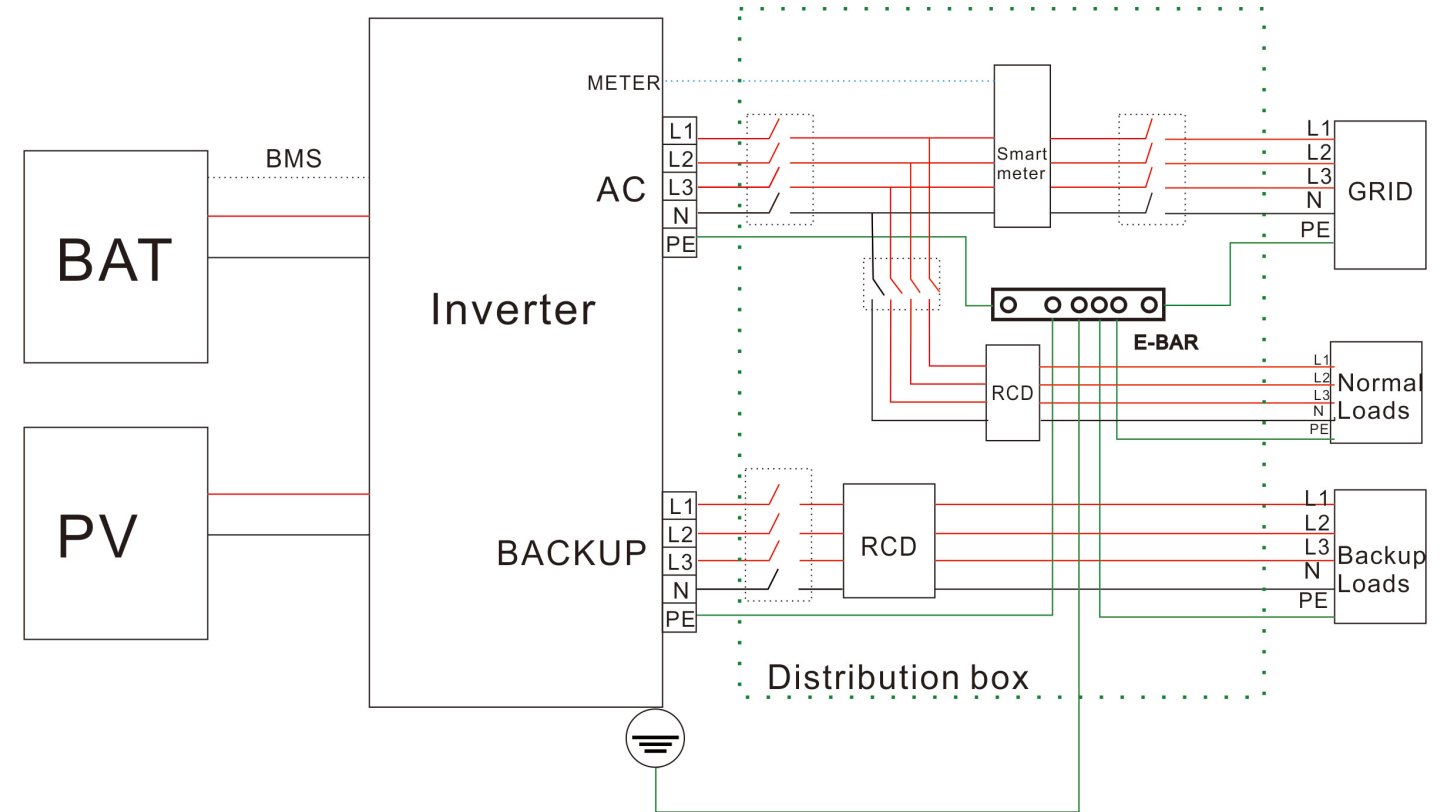 METER
BMS
BAT
PV
Inverter
AC
L1
L2
L3
N
PE
BACKUP
L1
L2
L3
N
PE
Smart
meter
E-BAR
RCD
RCD
Distribution box
L1
L2
L3
N
PE
GRID
L1
L2
L3
N
PE
Normal
Loads
L1
L2
L3
N
PE
Backup
Loads